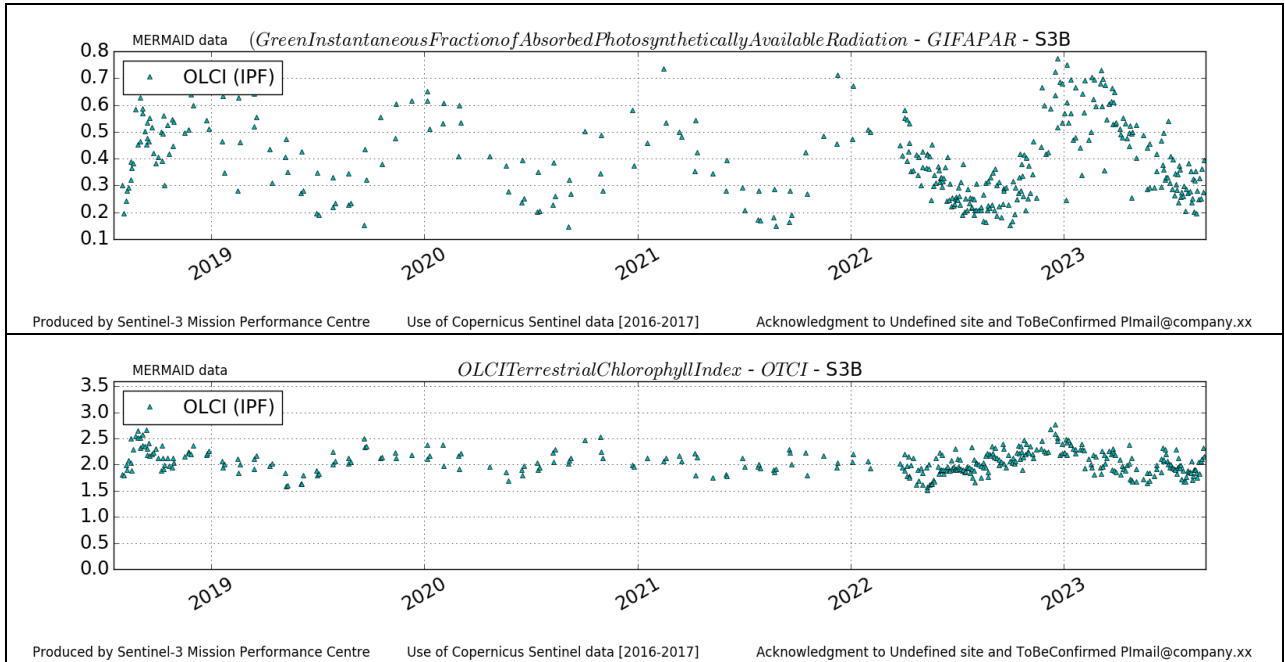 MERMAID data (GreenInstantaneousFractionofAbsorbedPhotosyntheticallyAvailableRadiation - GIFAPAR - S3B
0.8
OLCI (IPF)
0.7
0.6
0.5
0.4
0.3
0.2
0.1
2019 2020 2021 2022 2023
Produced by Sentinel-3 Mission Performance Centre Use of Copernicus Sentinel data [2016-2017] Acknowledgment to Undefined site and ToBeConfirmed PImail@company.xx
MERMAID data OLCITerrestrialChlorophyllIndex - OTCI - S3B
3.5
OLCI (IPF)
3.0
2.5
2.0
1.5
1.0
0.5
0.0
2019 2020 2021 2022 2023
Produced by Sentinel-3 Mission Performance Centre Use of Copernicus Sentinel data [2016-2017] Acknowledgment to Undefined site and ToBeConfirmed PImail@company.xx